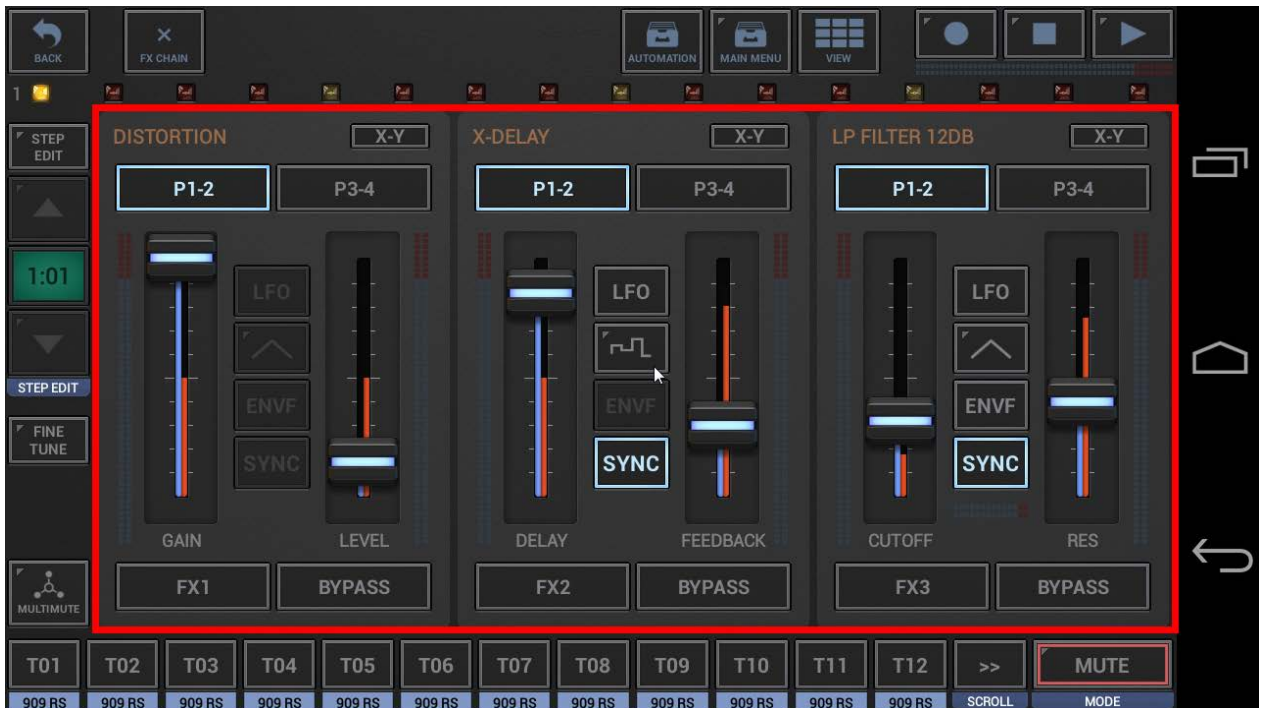 BACK
FX CHAIN
AUTOMATION
MAIN MENU
VIEW
1
STEP
EDIT
1:01
STEP EDIT
FINE
TUNE
MULTIMUTE
DISTORTION
X-Y
P1-2
P3-4
LFO
ENVF
SYNC
GAIN
LEVEL
FX1
BYPASS
X-DELAY
X-Y
P1-2
P3-4
LFO
ENVF
SYNC
DELAY
FEEDBACK
FX2
BYPASS
LP FILTER 12DB
X-Y
P1-2
P3-4
LFO
ENVF
SYNC
CUTOFF
RES
FX3
BYPASS
T01 T02 T03 T04 T05 T06 T07 T08 T09 T10 T11 T12 >> MUTE
909 RS 909 RS 909 RS 909 RS 909 RS 909 RS 909 RS 909 RS 909 RS 909 RS 909 RS 909 RS SCROLL MODE